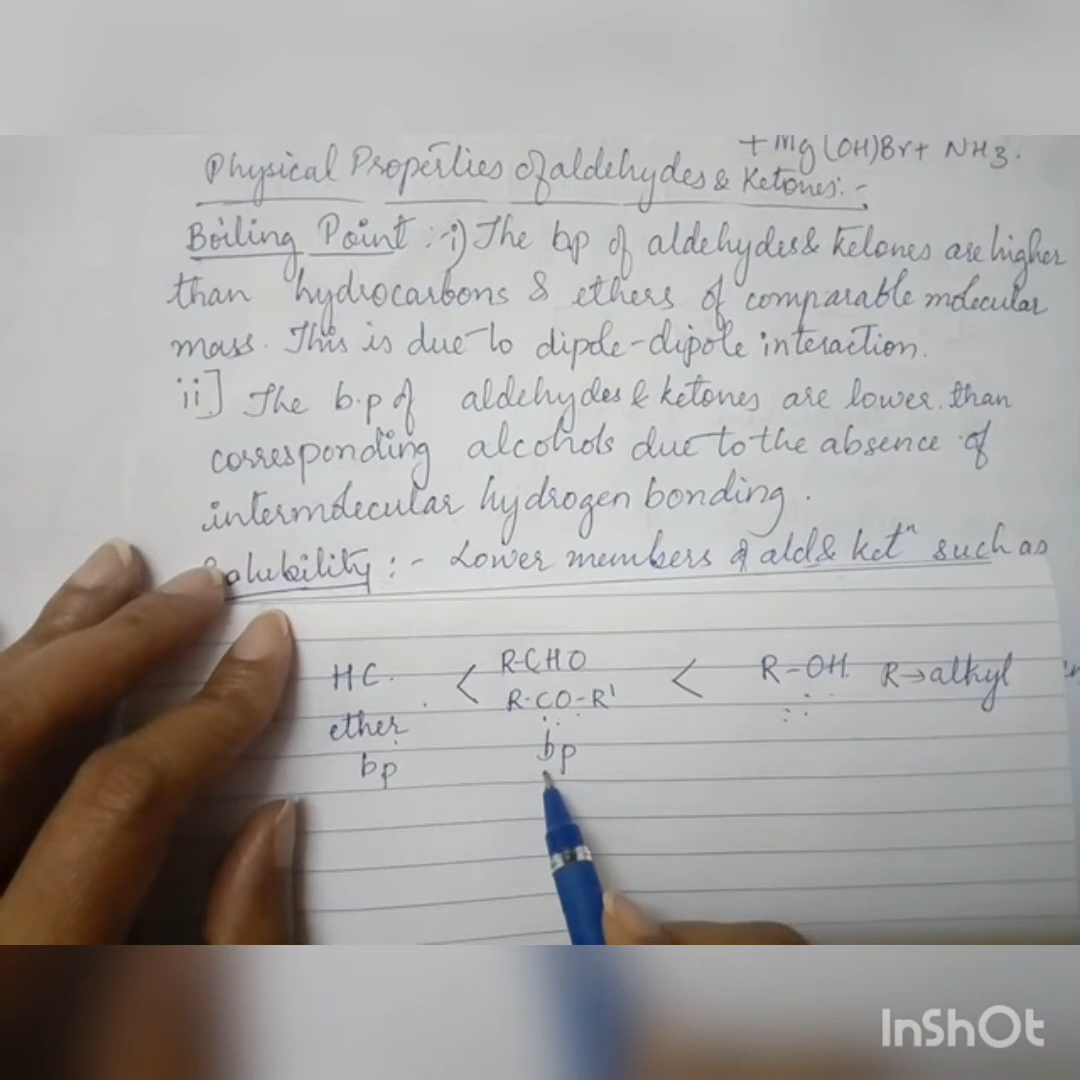 + Mg(OH)Br + NH3.
Physical Properties of aldehydes & Ketones:-
Boiling Point :- i) The bp of aldehydes & ketones are higher
than hydrocarbons & ethers of comparable molecular
mass. This is due to dipole-dipole interaction.
ii] The b.p of aldehydes & ketones are lower than
corresponding alcohols due to the absence of
intermolecular hydrogen bonding.
Solubility :- Lower members of ald & ketⁿ such as
HC. < R-CHO < R-OH. R→alkyl
R-CO-R'
ether
bp bp
InShOt